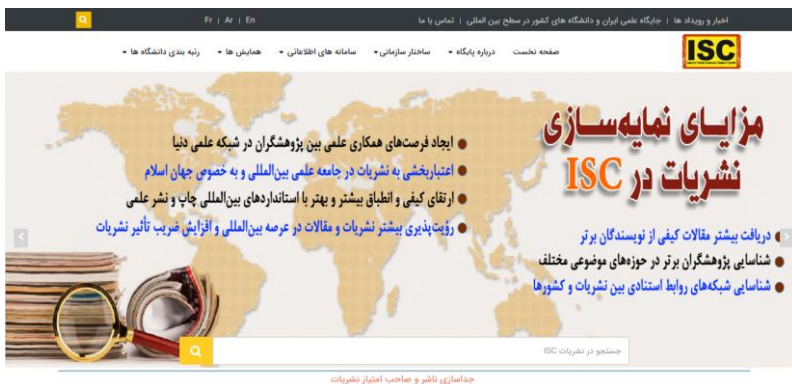 اخبار و رویداد ها | جایگاه علمی ایران و دانشگاه های کشور در سطح بین المللی | تماس با ما
Fr | Ar | En
ISC
صفحه نخست
درباره پایگاه
ساختار سازمانی
سامانه های اطلاعاتی
همایش ها
رتبه بندی دانشگاه ها
مزایـای نمایه‌سـازی
نشریات در ISC
ایجاد فرصت‌های همکاری علمی بین پژوهشگران در شبکه علمی دنیا
اعتباربخشی به نشریات در جامعه علمی بین‌المللی و به خصوص جهان اسلام
ارتقای کیفی و انطباق بیشتر و بهتر با استانداردهای بین‌المللی چاپ و نشر علمی
رؤیت‌پذیری بیشتر نشریات و مقالات در عرصه بین‌المللی و افزایش ضریب تأثیر نشریات
دریافت بیشتر مقالات کیفی از نویسندگان برتر
شناسایی پژوهشگران برتر در حوزه‌های موضوعی مختلف
شناسایی شبکه‌های روابط استنادی بین نشریات و کشورها
جستجو در نشریات ISC
جداسازی ناشر و صاحب امتیاز نشریات